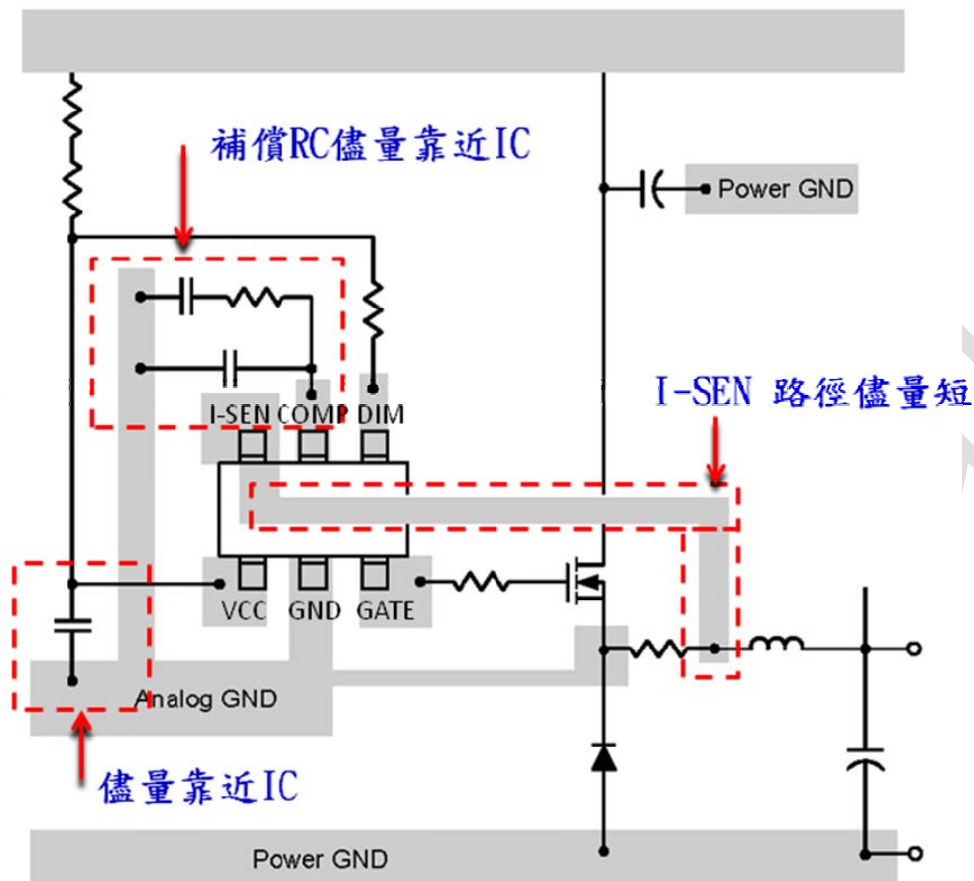 補償RC儘量靠近IC
Power GND
I-SEN 路徑儘量短
I-SEN COMP DIM
VCC GND GATE
Analog GND
儘量靠近IC
Power GND